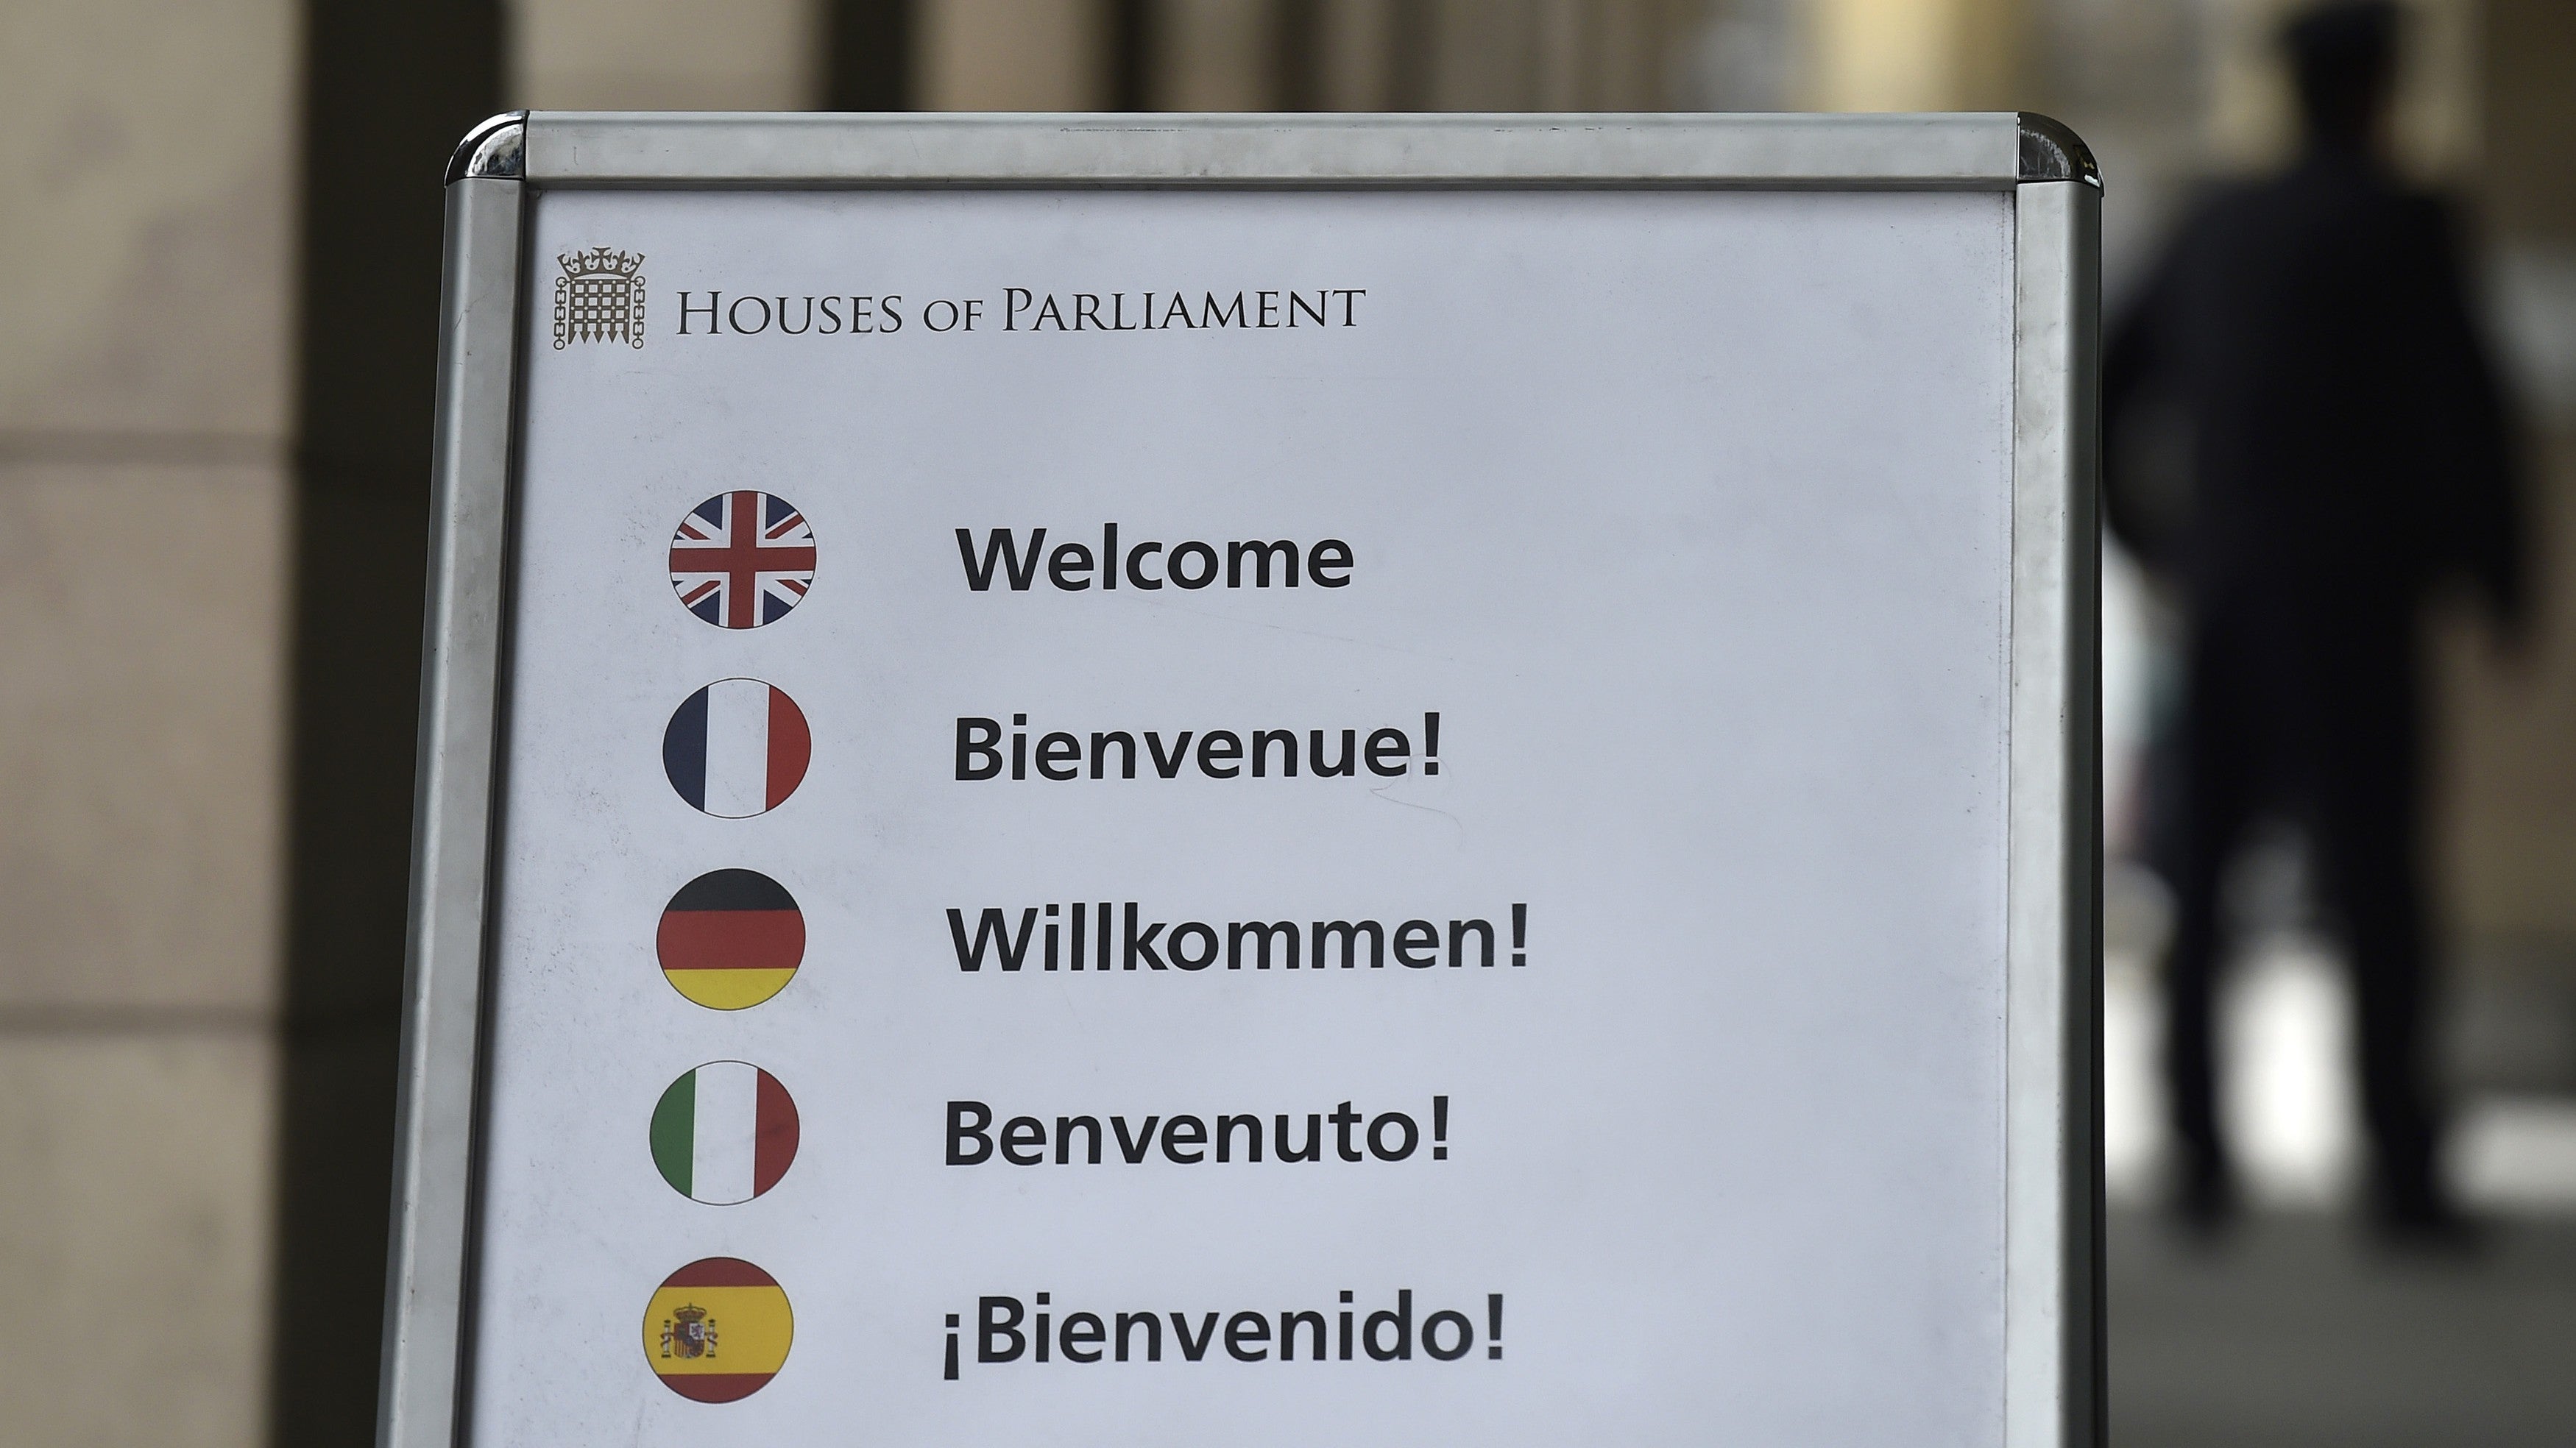 Houses of Parliament
Welcome
Bienvenue!
Willkommen!
Benvenuto!
¡Bienvenido!